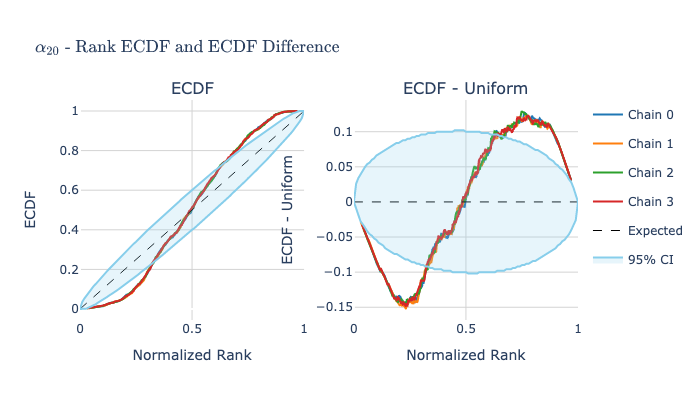 α₂₀ - Rank ECDF and ECDF Difference
ECDF
ECDF
1
0.8
0.6
0.4
0.2
0
0
0.5
1
Normalized Rank
ECDF - Uniform
ECDF - Uniform
0.1
0.05
0
−0.05
−0.1
−0.15
0
0.5
1
Normalized Rank
Chain 0
Chain 1
Chain 2
Chain 3
Expected
95% CI